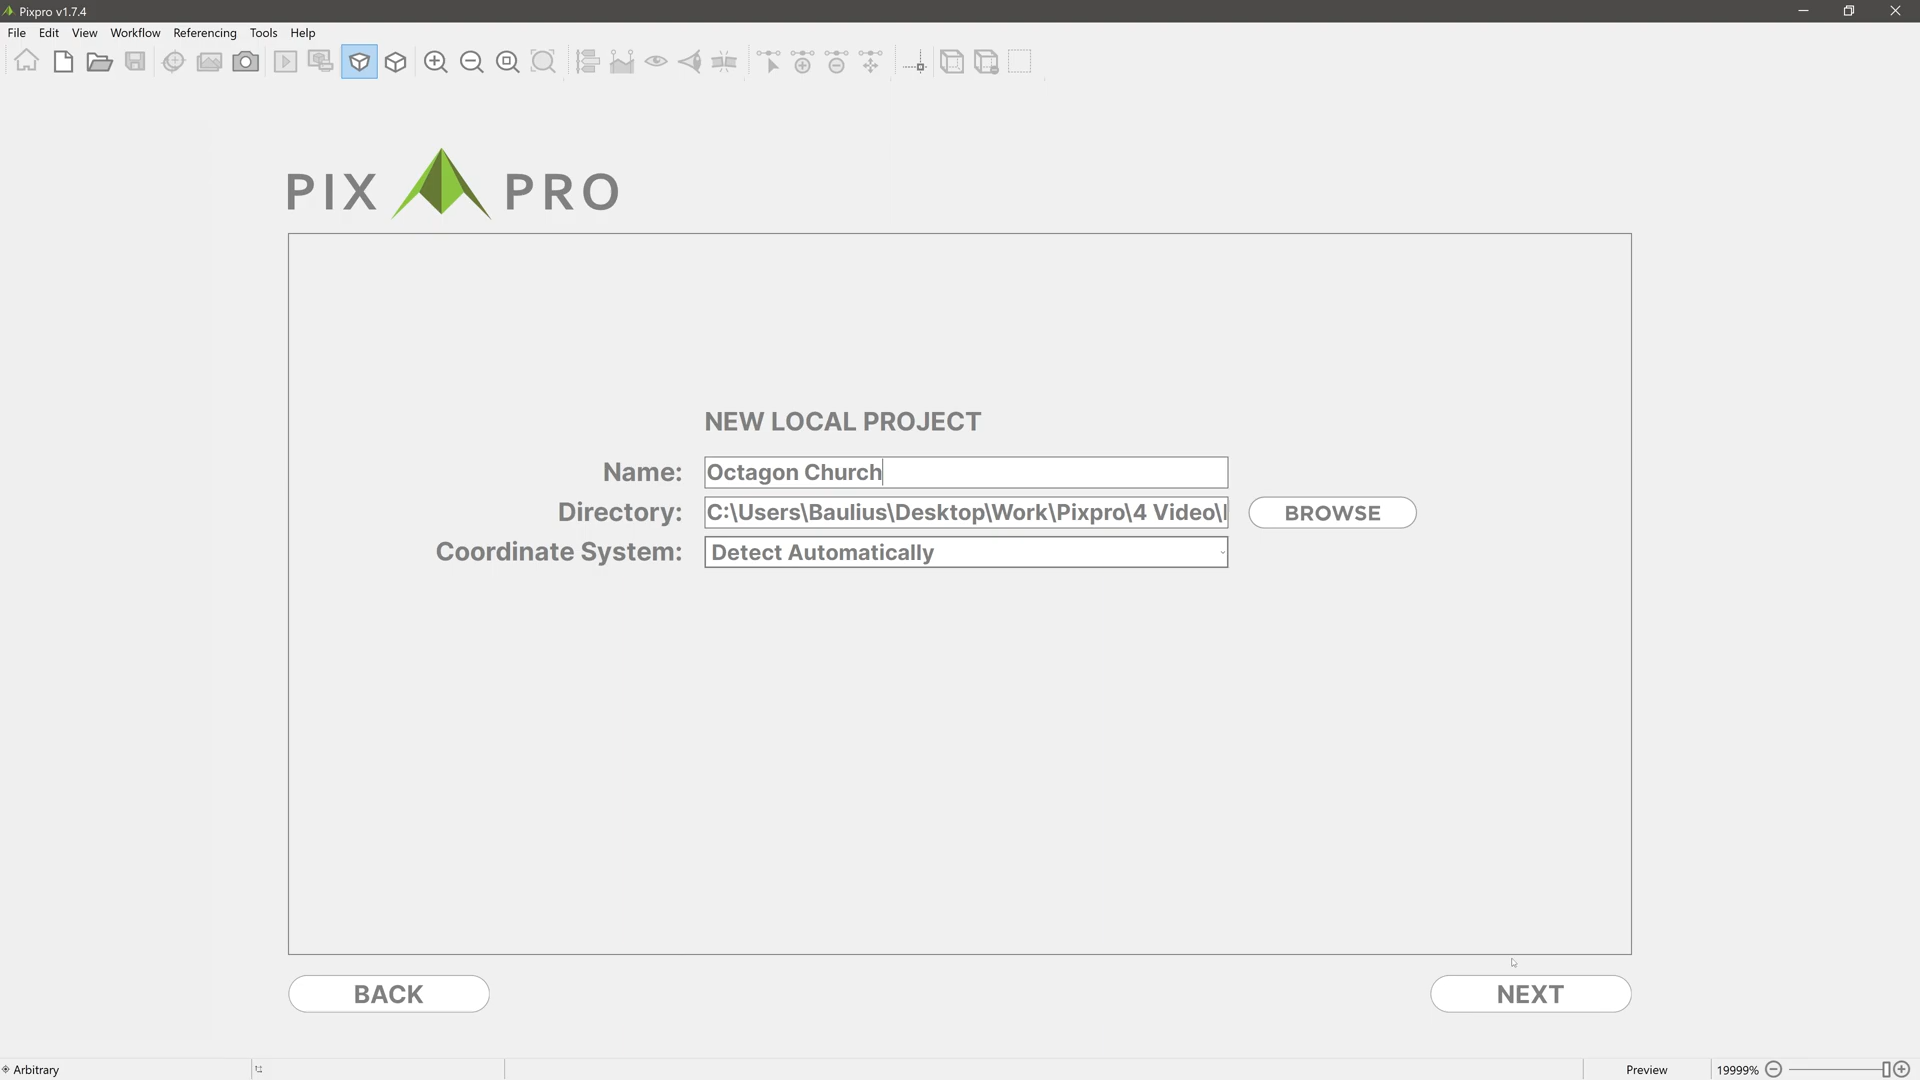 Pixpro v1.7.4
File Edit View Workflow Referencing Tools Help
PIX PRO
NEW LOCAL PROJECT
Name: Octagon Church
Directory: C:\Users\Baulius\Desktop\Work\Pixpro\4 Video\ BROWSE
Coordinate System: Detect Automatically
BACK NEXT
Arbitrary Preview 19999%